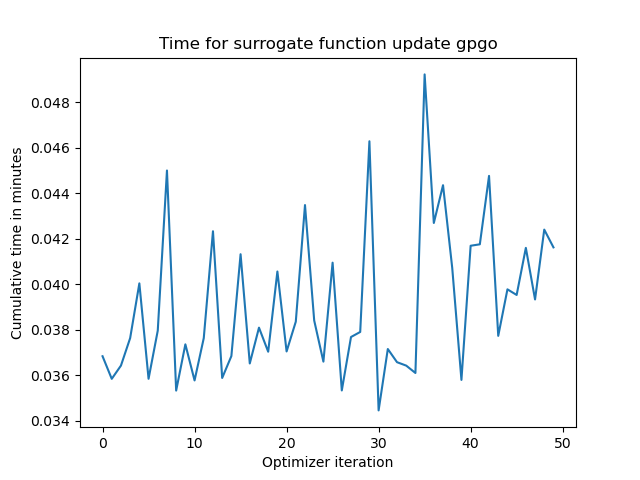 Time for surrogate function update gpgo
Cumulative time in minutes
0.048
0.046
0.044
0.042
0.040
0.038
0.036
0.034
0 10 20 30 40 50
Optimizer iteration